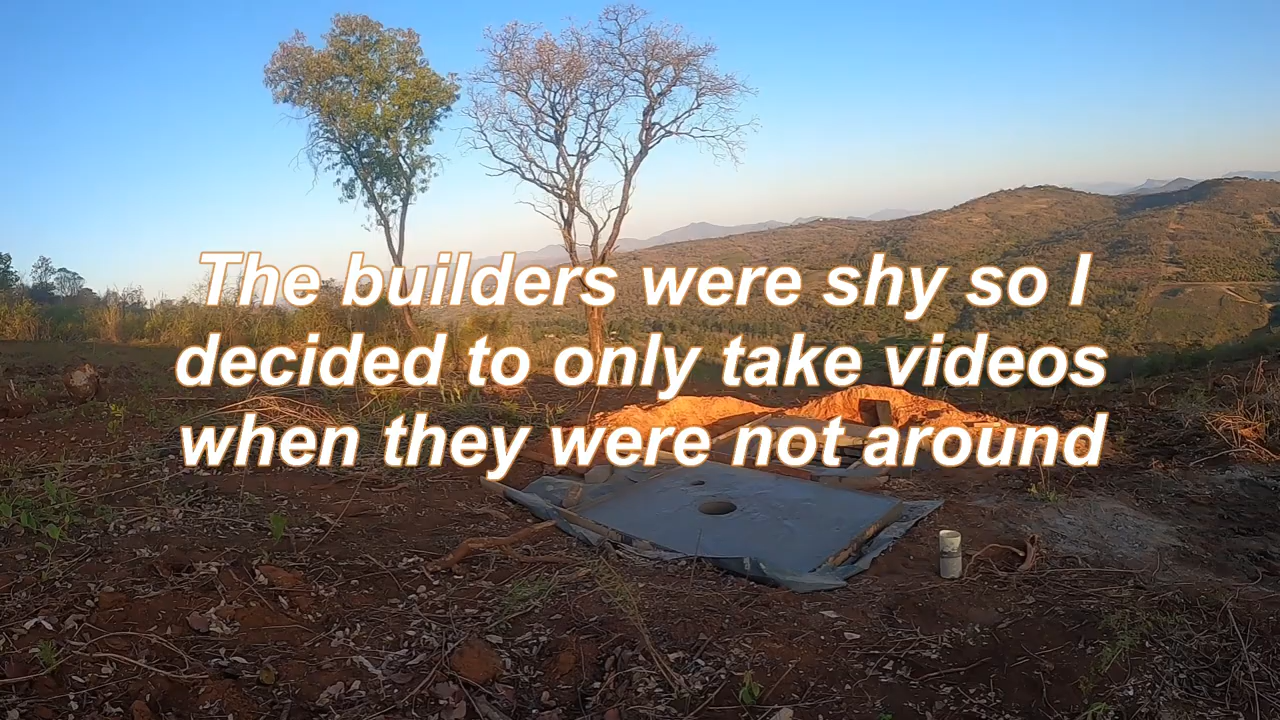 The builders were shy so I
decided to only take videos
when they were not around